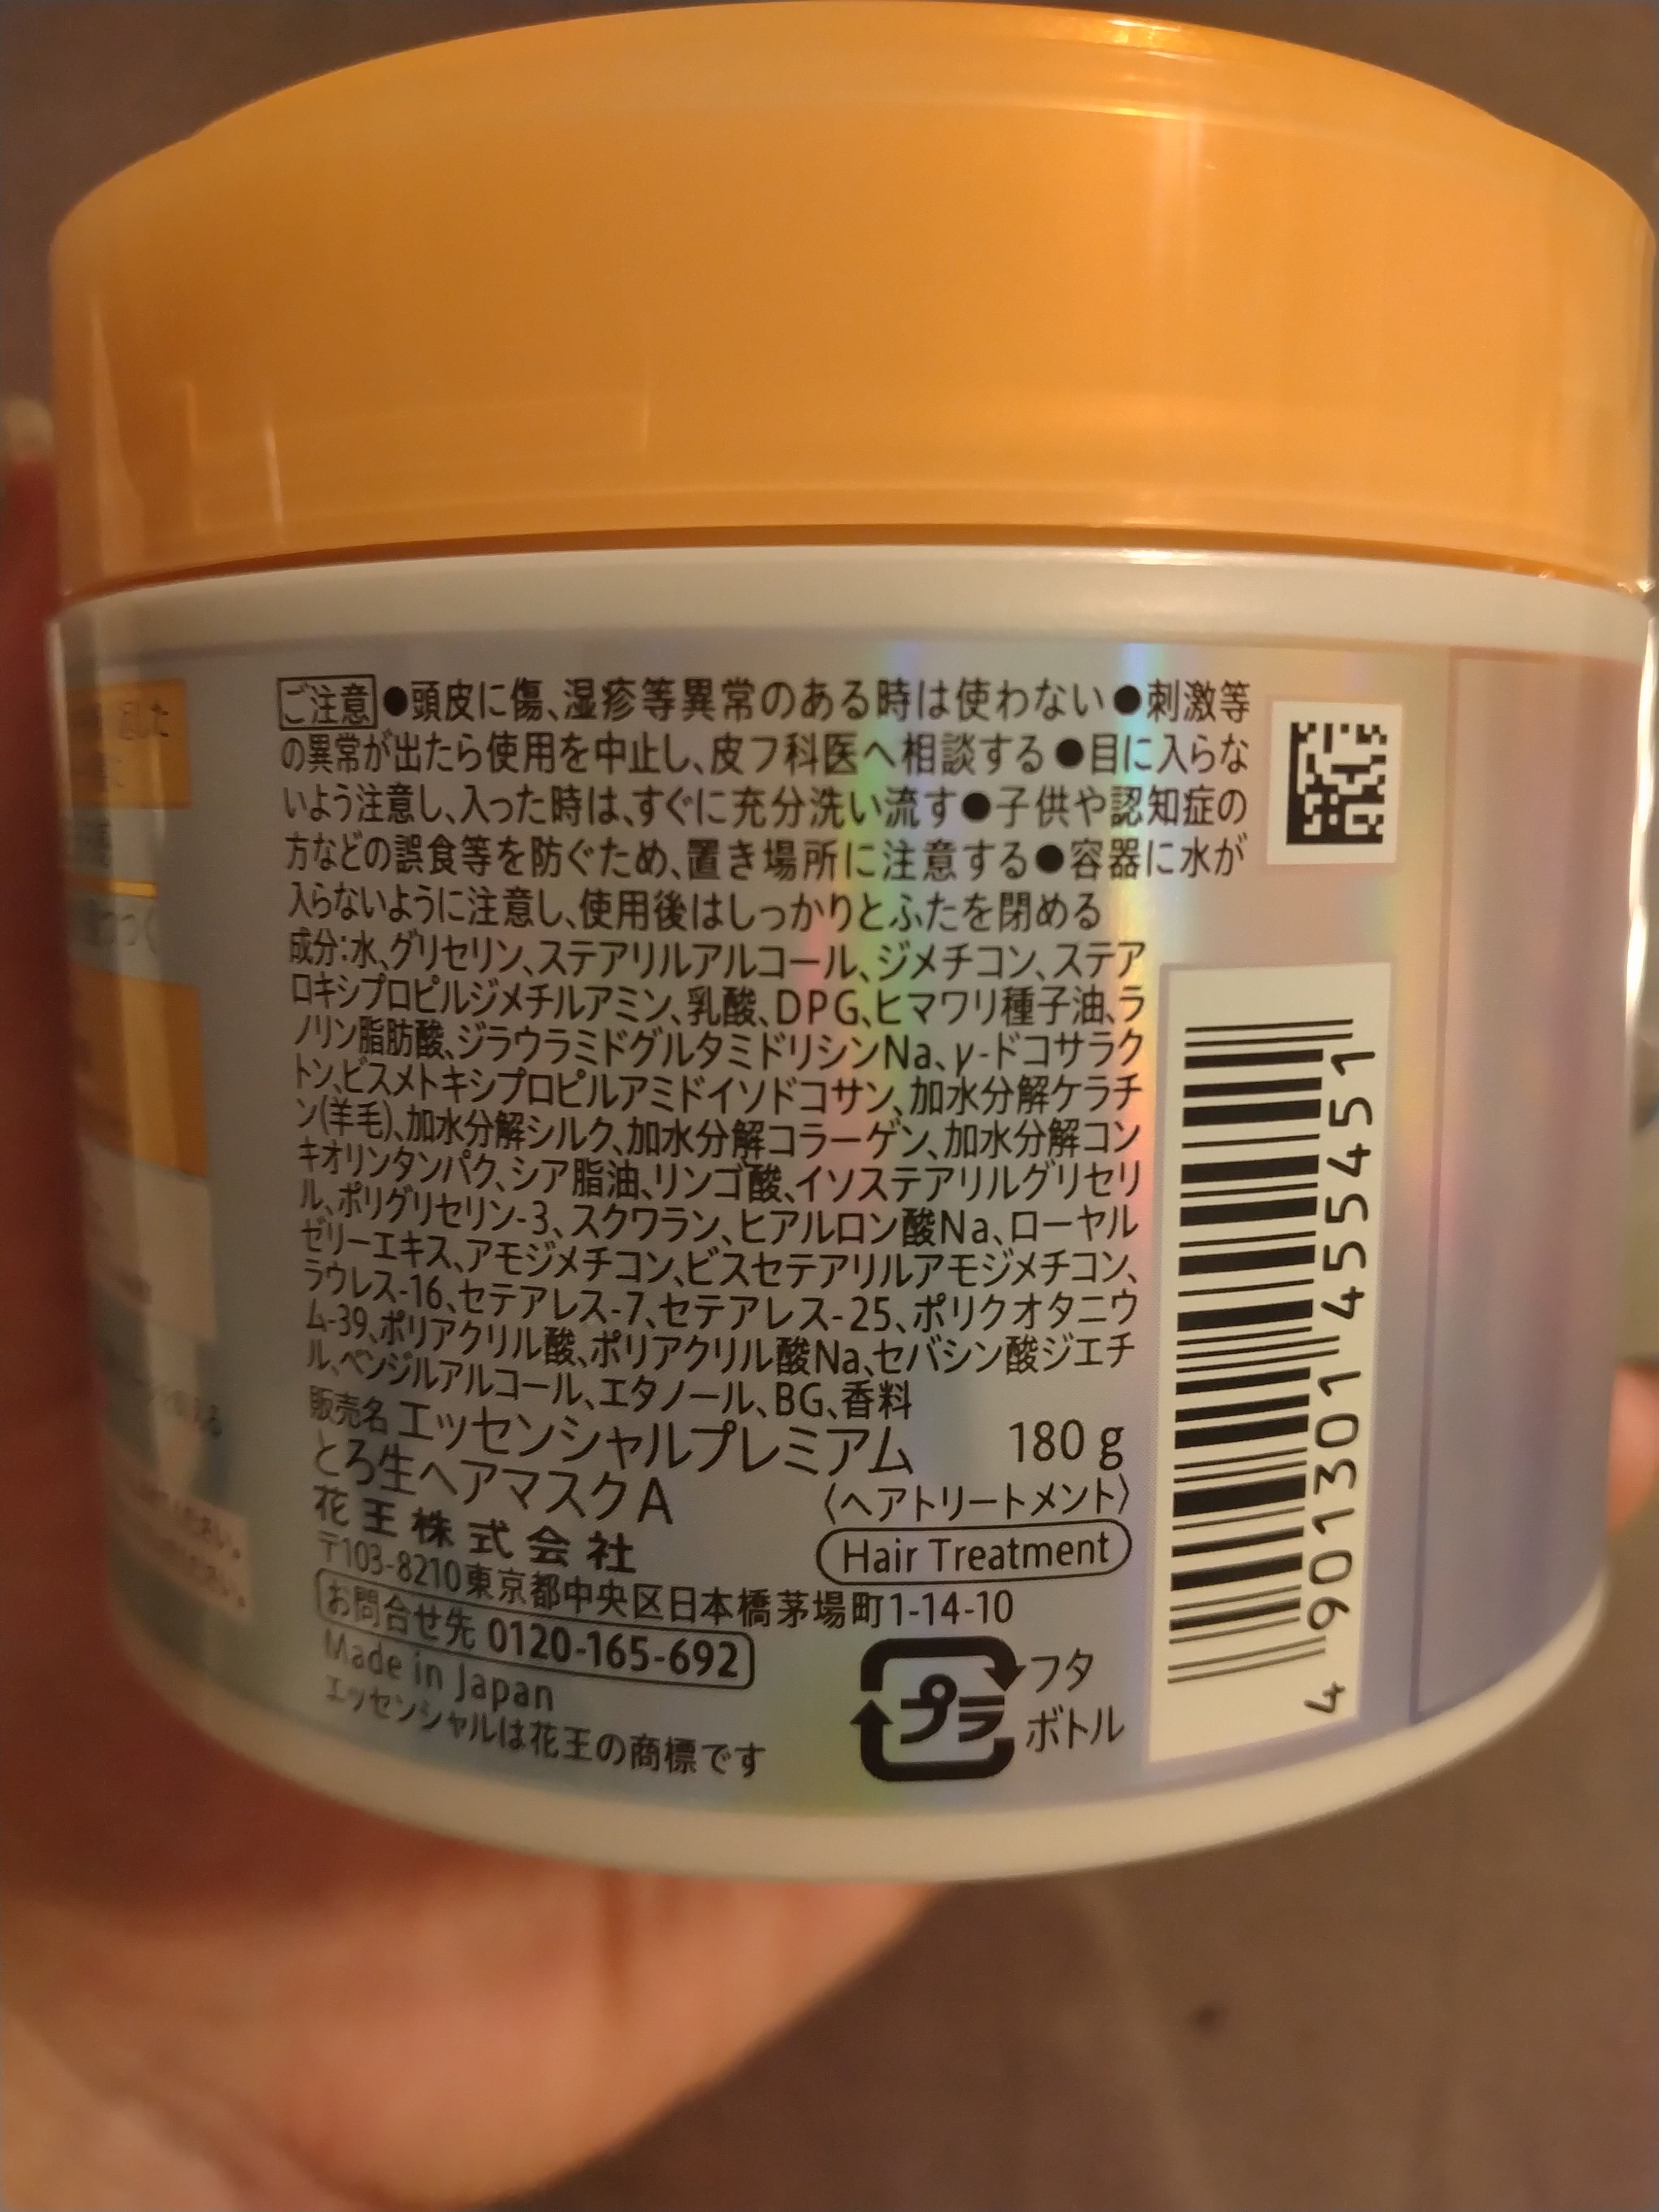 ご注意 ●頭皮に傷、湿疹等異常のある時は使わない●刺激等
の異常が出たら使用を中止し、皮フ科医へ相談する●目に入らな
いよう注意し、入った時は、すぐに充分洗い流す●子供や認知症の
方などの誤食等を防ぐため、置き場所に注意する●容器に水が
入らないように注意し、使用後はしっかりとふたを閉める
成分:水、グリセリン、ステアリルアルコール、ジメチコン、ステア
ロキシプロピルジメチルアミン、乳酸、DPG、ヒマワリ種子油、ラ
ノリン脂肪酸、ジラウラミドグルタミドリシンNa、γ-ドコサラク
トン、ビスメトキシプロピルアミドイソドコサン、加水分解ケラチ
ン(羊毛)、加水分解シルク、加水分解コラーゲン、加水分解コン
キオリンタンパク、シア脂油、リンゴ酸、イソステアリルグリセリ
ル、ポリグリセリン-3、スクワラン、ヒアルロン酸Na、ローヤル
ゼリーエキス、アモジメチコン、ビスセテアリルアモジメチコン、
ラウレス-16、セテアレス-7、セテアレス-25、ポリクオタニウ
ム-39、ポリアクリル酸、ポリアクリル酸Na、セバシン酸ジエチ
ル、ベンジルアルコール、エタノール、BG、香料
販売名 エッセンシャルプレミアム 180 g
とろ生ヘアマスクA 〈ヘアトリートメント〉
花王株式会社 Hair Treatment
〒103-8210東京都中央区日本橋茅場町1-14-10
お問合せ先 0120-165-692
Made in Japan
エッセンシャルは花王の商標です
プラ
フタ
ボトル
4 901301 455451